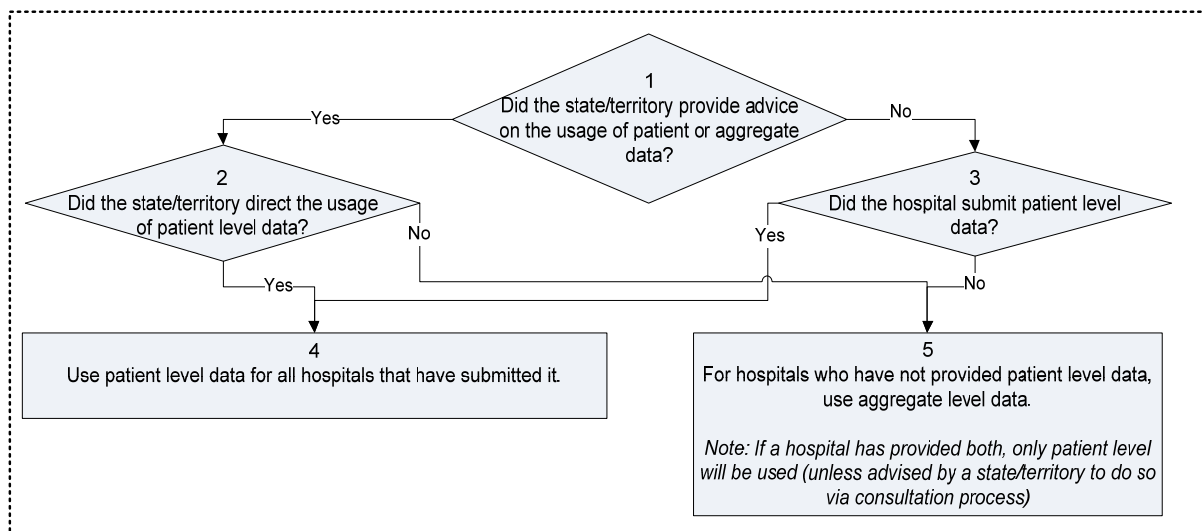 1
Did the state/territory provide advice
on the usage of patient or aggregate
data?
Yes
No
2
Did the state/territory direct the usage
of patient level data?
3
Did the hospital submit patient level
data?
No
Yes
Yes
No
4
Use patient level data for all hospitals that have submitted it.
5
For hospitals who have not provided patient level data,
use aggregate level data.
Note: If a hospital has provided both, only patient level
will be used (unless advised by a state/territory to do so
via consultation process)